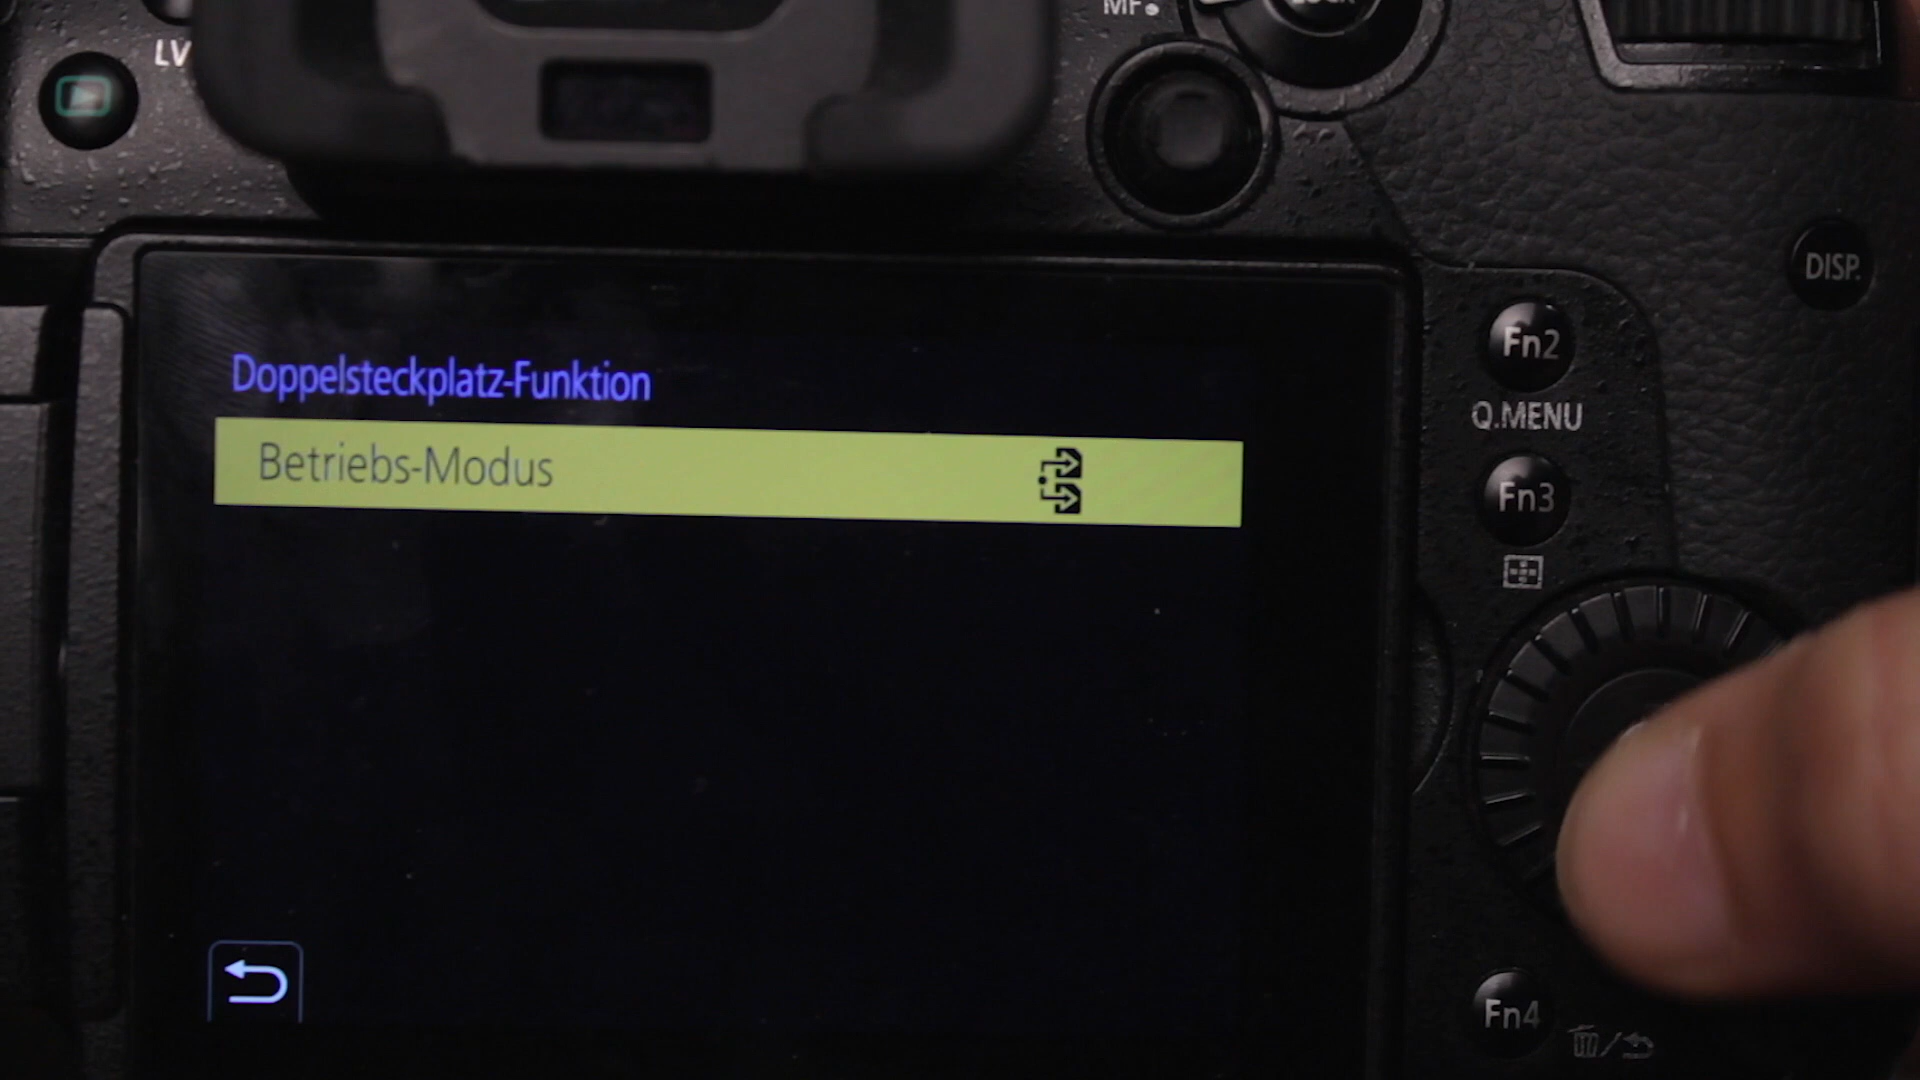 MF
LV
DISP.
Doppelsteckplatz-Funktion
Betriebs-Modus
Fn2
Q.MENU
Fn3
Fn4